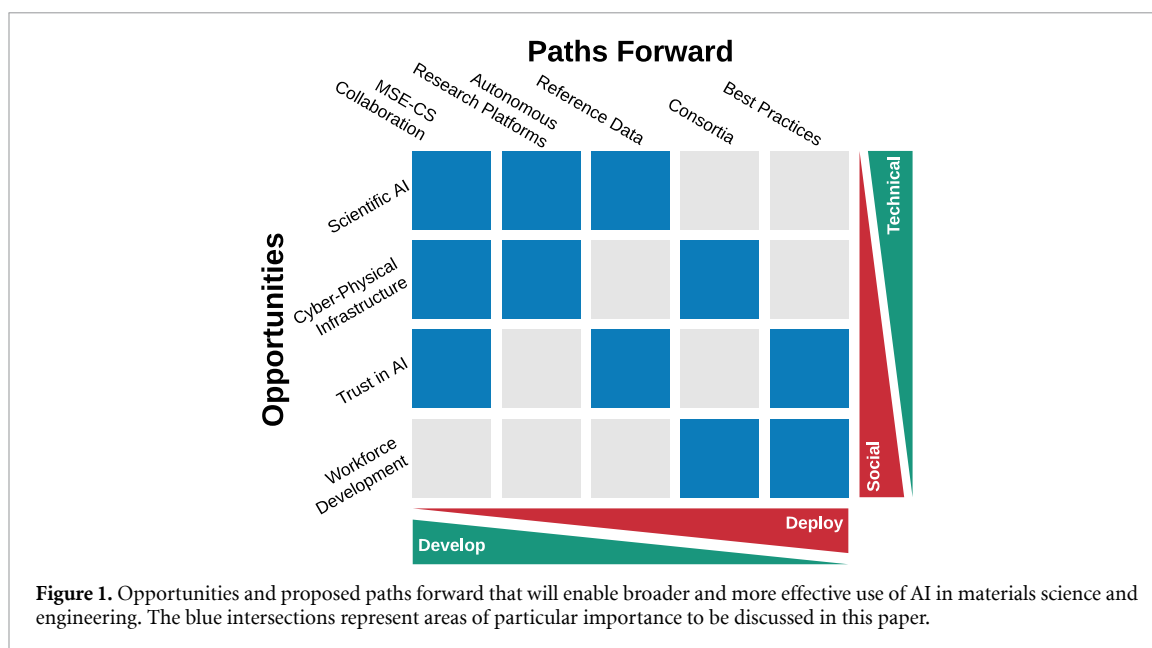 Paths Forward
MSE-CS
Collaboration
Autonomous
Research Platforms
Reference Data
Consortia
Best Practices
Opportunities
Scientific AI
Cyber-Physical
Infrastructure
Trust in AI
Workforce
Development
Technical
Social
Deploy
Develop
Figure 1. Opportunities and proposed paths forward that will enable broader and more effective use of AI in materials science and
engineering. The blue intersections represent areas of particular importance to be discussed in this paper.